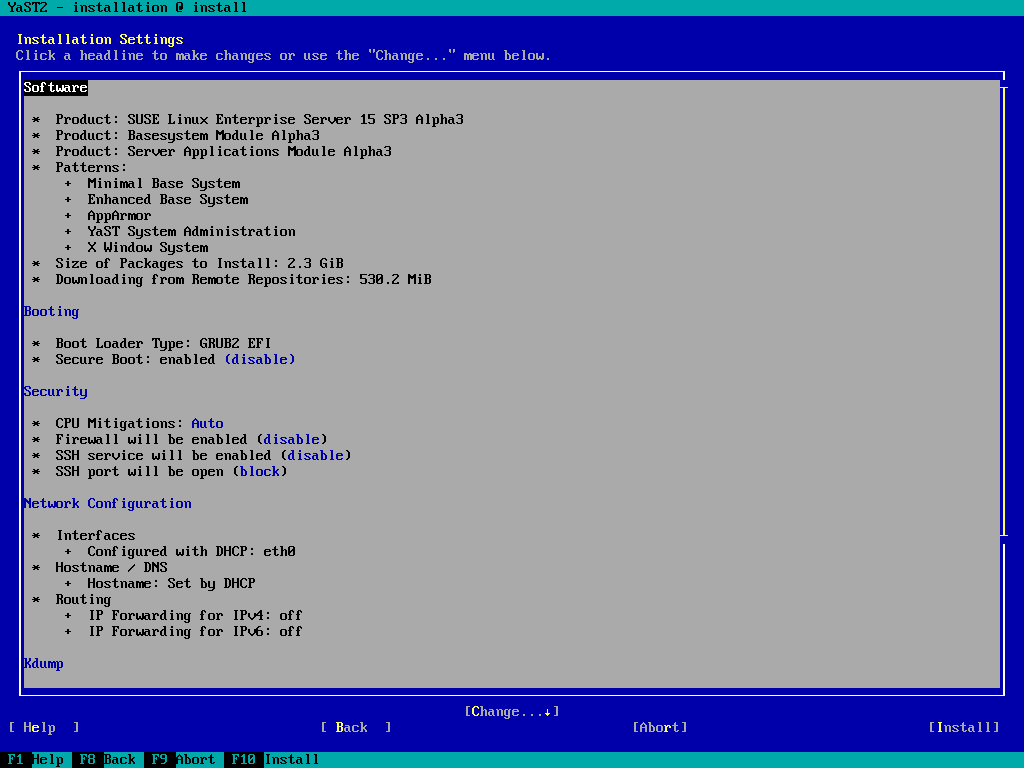 YaST2 - installation @ install
Installation Settings
Click a headline to make changes or use the "Change..." menu below.
Software
* Product: SUSE Linux Enterprise Server 15 SP3 Alpha3
* Product: Basesystem Module Alpha3
* Product: Server Applications Module Alpha3
* Patterns:
+ Minimal Base System
+ Enhanced Base System
+ AppArmor
+ YaST System Administration
+ X Window System
* Size of Packages to Install: 2.3 GiB
* Downloading from Remote Repositories: 530.2 MiB
Booting
* Boot Loader Type: GRUB2 EFI
* Secure Boot: enabled (disable)
Security
* CPU Mitigations: Auto
* Firewall will be enabled (disable)
* SSH service will be enabled (disable)
* SSH port will be open (block)
Network Configuration
* Interfaces
+ Configured with DHCP: eth0
* Hostname / DNS
+ Hostname: Set by DHCP
* Routing
+ IP Forwarding for IPv4: off
+ IP Forwarding for IPv6: off
Kdump
[Change...↓]
[ Help ] [ Back ] [Abort] [Install]
F1 Help F8 Back F9 Abort F10 Install